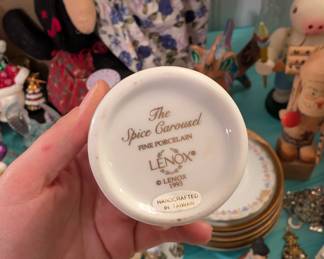 The
Spice Carousel
FINE PORCELAIN
LENOX®
© LENOX
1993
HANDCRAFTED
IN TAIWAN